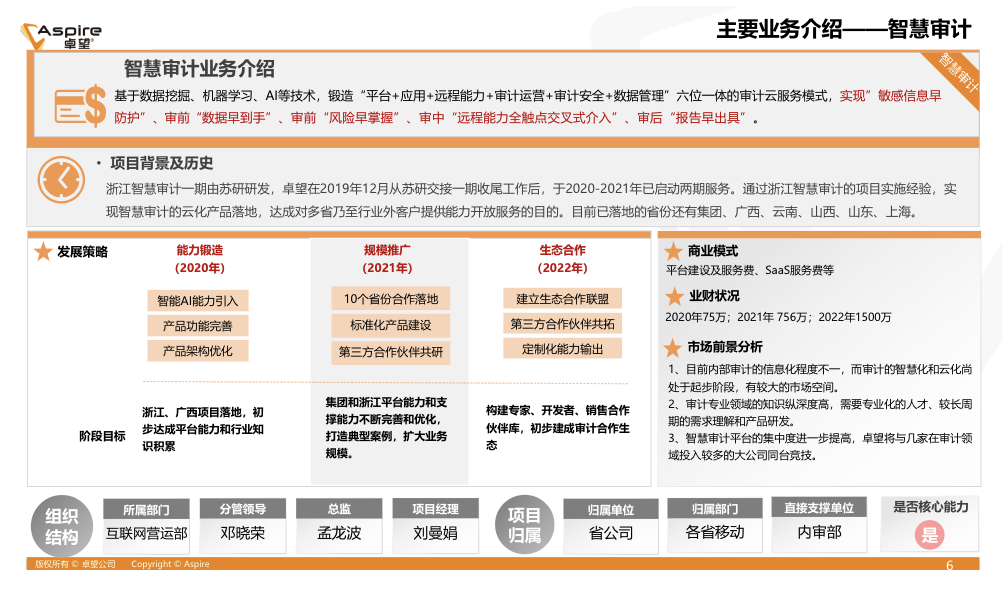 Aspire
卓望
主要业务介绍——智慧审计
智慧审计
智慧审计业务介绍
基于数据挖掘、机器学习、AI等技术，锻造“平台+应用+远程能力+审计运营+审计安全+数据管理”六位一体的审计云服务模式，实现”敏感信息早
防护”、审前“数据早到手”、审前“风险早掌握”、审中“远程能力全触点交叉式介入”、审后“报告早出具”。
• 项目背景及历史
浙江智慧审计一期由苏研研发，卓望在2019年12月从苏研交接一期收尾工作后，于2020-2021年已启动两期服务。通过浙江智慧审计的项目实施经验，实
现智慧审计的云化产品落地，达成对多省乃至行业外客户提供能力开放服务的目的。目前已落地的省份还有集团、广西、云南、山西、山东、上海。
发展策略
能力锻造
（2020年）
智能AI能力引入
产品功能完善
产品架构优化
规模推广
（2021年）
10个省份合作落地
标准化产品建设
第三方合作伙伴共研
生态合作
（2022年）
建立生态合作联盟
第三方合作伙伴共拓
定制化能力输出
阶段目标
浙江、广西项目落地，初
步达成平台能力和行业知
识积累
集团和浙江平台能力和支
撑能力不断完善和优化，
打造典型案例，扩大业务
规模。
构建专家、开发者、销售合作
伙伴库，初步建成审计合作生
态
商业模式
平台建设及服务费、SaaS服务费等
业财状况
2020年75万；2021年 756万；2022年1500万
市场前景分析
1、目前内部审计的信息化程度不一，而审计的智慧化和云化尚
处于起步阶段，有较大的市场空间。
2、审计专业领域的知识纵深度高，需要专业化的人才、较长周
期的需求理解和产品研发。
3、智慧审计平台的集中度进一步提高，卓望将与几家在审计领
域投入较多的大公司同台竞技。
组织
结构
所属部门
互联网营运部
分管领导
邓晓荣
总监
孟龙波
项目经理
刘曼娟
项目
归属
归属单位
省公司
归属部门
各省移动
直接支撑单位
内审部
是否核心能力
是
版权所有 © 卓望公司 Copyright © Aspire
6